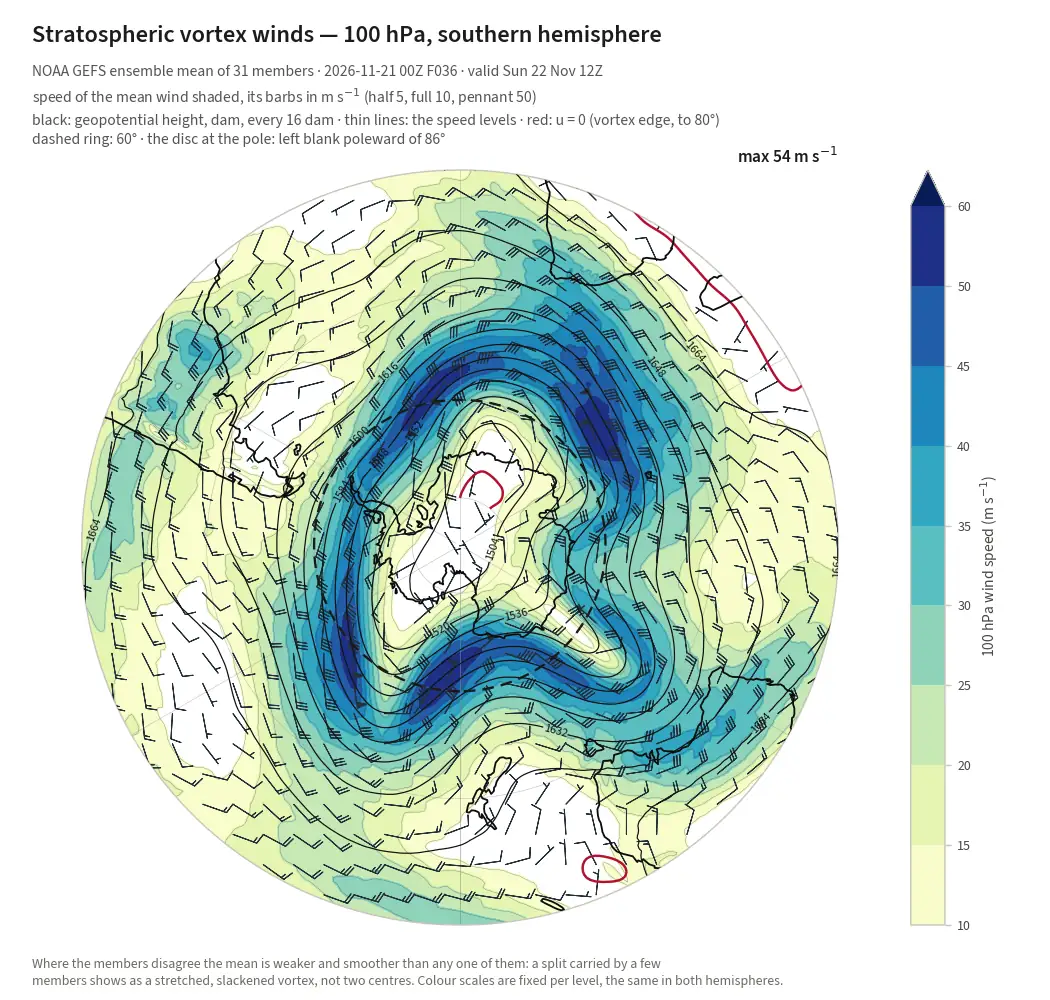 Stratospheric vortex winds — 100 hPa, southern hemisphere
NOAA GEFS ensemble mean of 31 members · 2026-11-21 00Z F036 · valid Sun 22 Nov 12Z
speed of the mean wind shaded, its barbs in m s⁻¹ (half 5, full 10, pennant 50)
black: geopotential height, dam, every 16 dam · thin lines: the speed levels · red: u = 0 (vortex edge, to 80°)
dashed ring: 60° · the disc at the pole: left blank poleward of 86°
max 54 m s⁻¹
60
50
45
40
35
30
25
20
15
10
100 hPa wind speed (m s⁻¹)
1664
1648
1616
1600
1504
1536
1520
1632
1664
1664
Where the members disagree the mean is weaker and smoother than any one of them: a split carried by a few
members shows as a stretched, slackened vortex, not two centres. Colour scales are fixed per level, the same in both hemispheres.